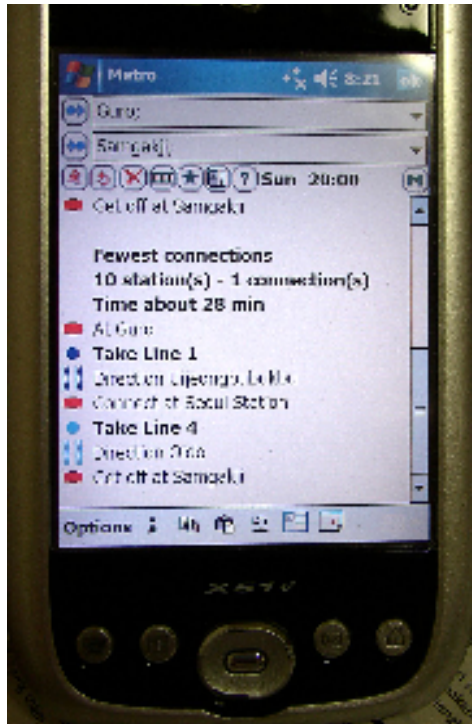 Metro 8:21 ok
Guro
Samgakji
? Sun 20:00
Get off at Samgakji
Fewest connections
10 station(s) - 1 connection(s)
Time about 28 min
At Guro
Take Line 1
Direction Uijeongbu bukbu
Connect at Seoul Station
Take Line 4
Direction Oido
Get off at Samgakji
Options